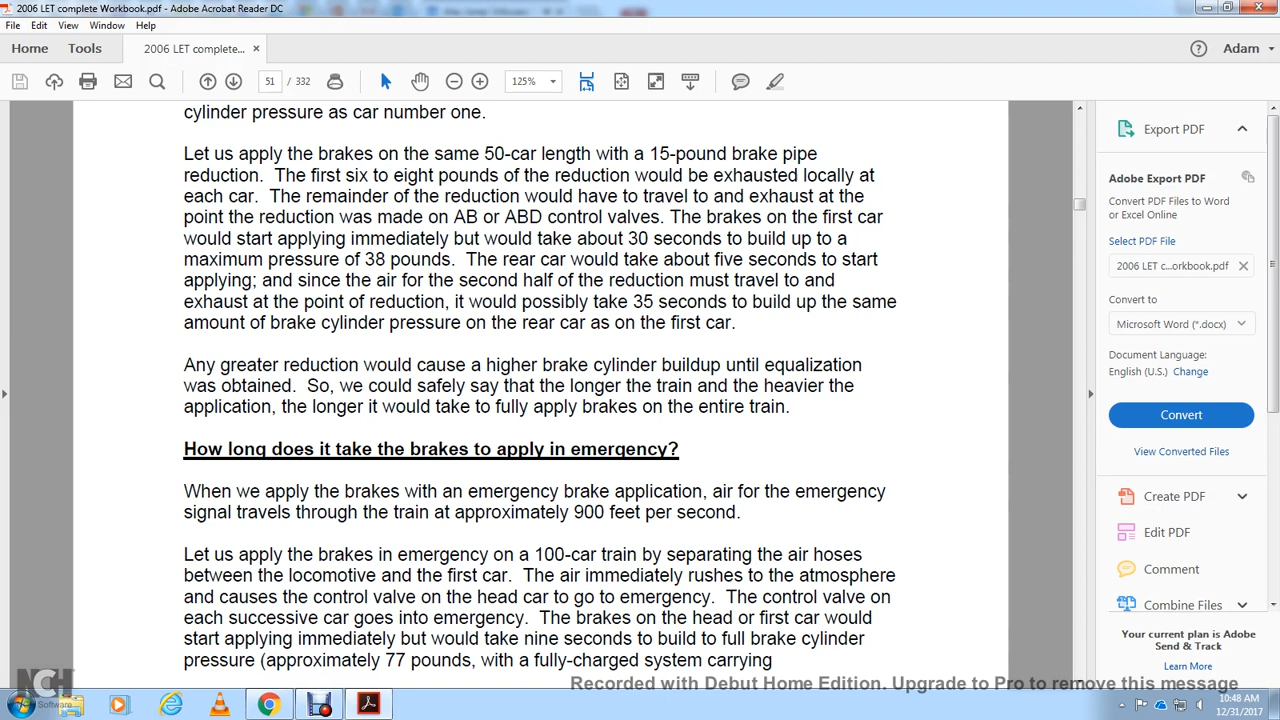 2006 LET complete Workbook.pdf - Adobe Acrobat Reader DC
File Edit View Window Help
Home Tools 2006 LET complete... × Adam
51 / 332 125%
cylinder pressure as car number one.
Let us apply the brakes on the same 50-car length with a 15-pound brake pipe
reduction. The first six to eight pounds of the reduction would be exhausted locally at
each car. The remainder of the reduction would have to travel to and exhaust at the
point the reduction was made on AB or ABD control valves. The brakes on the first car
would start applying immediately but would take about 30 seconds to build up to a
maximum pressure of 38 pounds. The rear car would take about five seconds to start
applying; and since the air for the second half of the reduction must travel to and
exhaust at the point of reduction, it would possibly take 35 seconds to build up the same
amount of brake cylinder pressure on the rear car as on the first car.
Any greater reduction would cause a higher brake cylinder buildup until equalization
was obtained. So, we could safely say that the longer the train and the heavier the
application, the longer it would take to fully apply brakes on the entire train.
How long does it take the brakes to apply in emergency?
When we apply the brakes with an emergency brake application, air for the emergency
signal travels through the train at approximately 900 feet per second.
Let us apply the brakes in emergency on a 100-car train by separating the air hoses
between the locomotive and the first car. The air immediately rushes to the atmosphere
and causes the control valve on the head car to go to emergency. The control valve on
each successive car goes into emergency. The brakes on the head or first car would
start applying immediately but would take nine seconds to build to full brake cylinder
pressure (approximately 77 pounds, with a fully-charged system carrying
Export PDF
Adobe Export PDF
Convert PDF Files to Word
or Excel Online
Select PDF File
2006 LET c...orkbook.pdf
Convert to
Microsoft Word (*.docx)
Document Language:
English (U.S.) Change
Convert
View Converted Files
Create PDF
Edit PDF
Comment
Combine Files
Your current plan is Adobe
Send & Track
Learn More
NCH
Software
Recorded with Debut Home Edition. Upgrade to Pro to remove this message
10:48 AM
12/31/2017